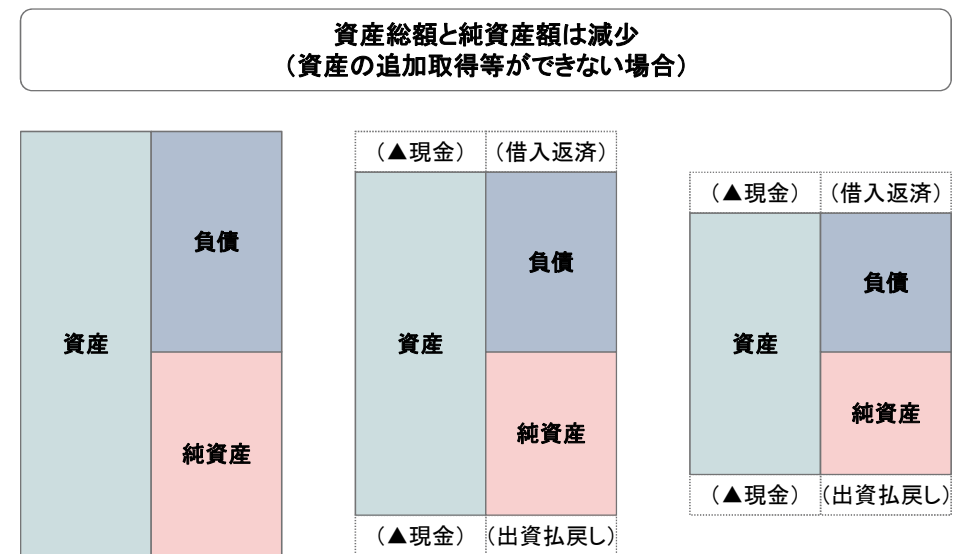 資産総額と純資産額は減少
（資産の追加取得等ができない場合）
資産
負債
純資産
（▲現金）
（借入返済）
資産
負債
純資産
（▲現金）
（出資払戻し）
（▲現金）
（借入返済）
資産
負債
純資産
（▲現金）
（出資払戻し）